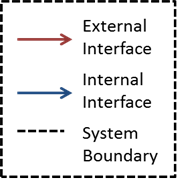 External
Interface
Internal
Interface
System
Boundary